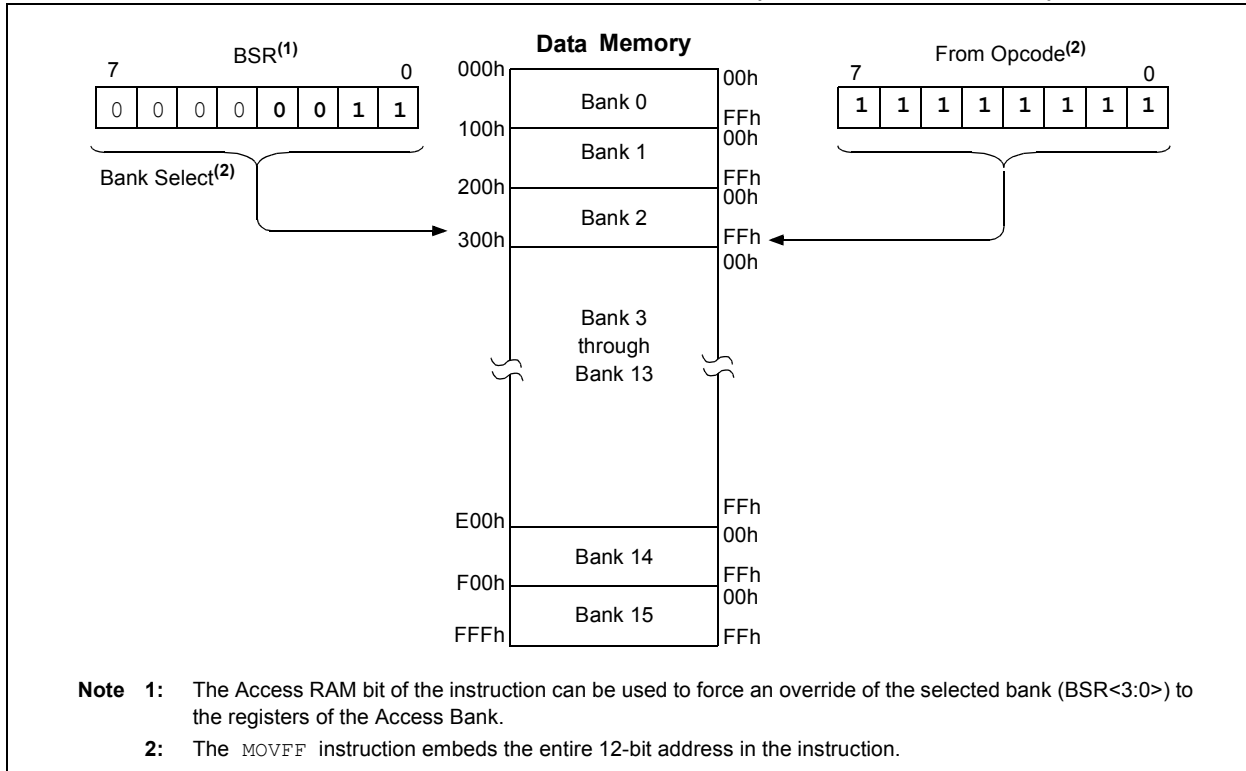 Data Memory
BSR(1)
7 0
0 0 0 0 0 0 1 1
Bank Select(2)
From Opcode(2)
7 0
1 1 1 1 1 1 1 1
000h
Bank 0
00h
FFh
100h
Bank 1
00h
FFh
200h
Bank 2
00h
FFh
300h
00h
Bank 3
through
Bank 13
FFh
E00h
Bank 14
00h
FFh
F00h
Bank 15
00h
FFFh
FFh
Note 1: The Access RAM bit of the instruction can be used to force an override of the selected bank (BSR<3:0>) to
the registers of the Access Bank.
2: The MOVFF instruction embeds the entire 12-bit address in the instruction.